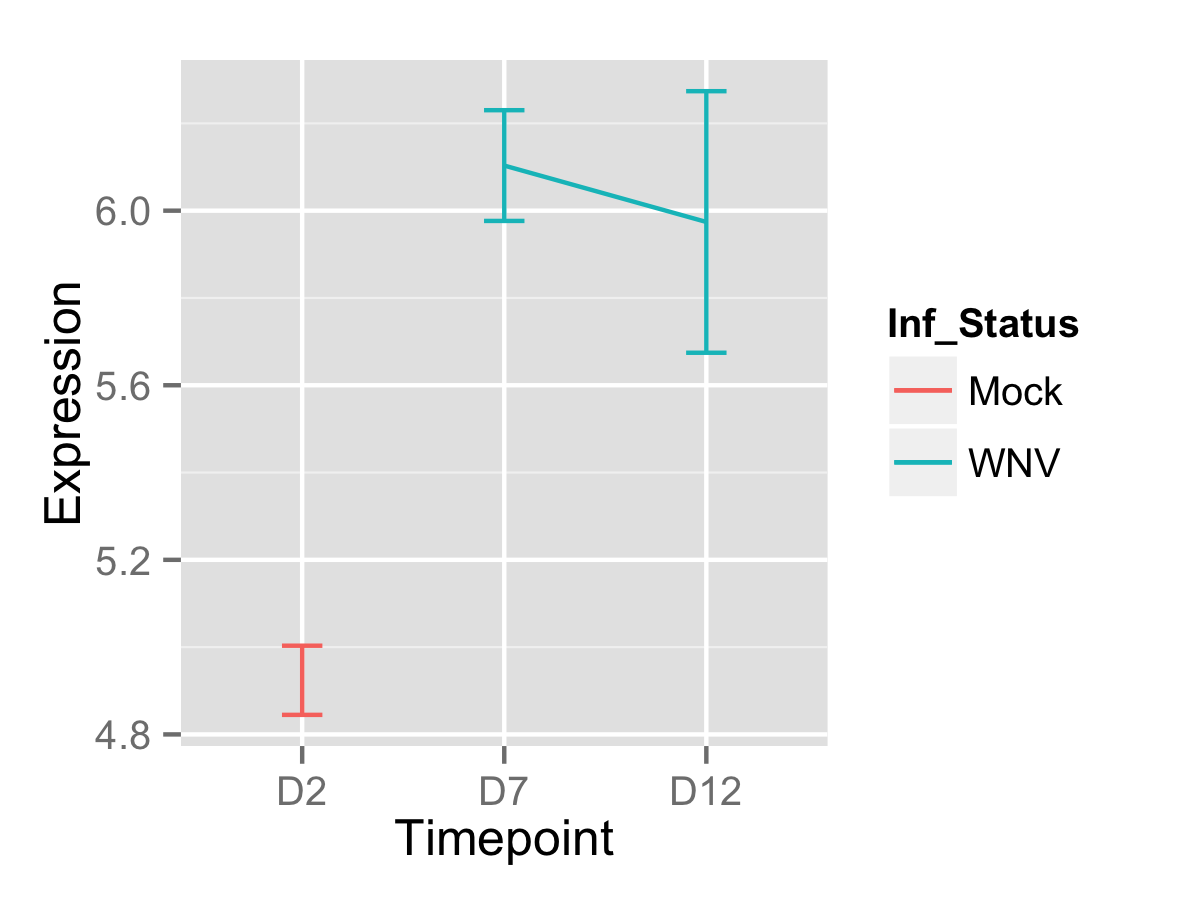 Expression
6.0
5.6
5.2
4.8
D2 D7 D12
Timepoint
Inf_Status
Mock
WNV